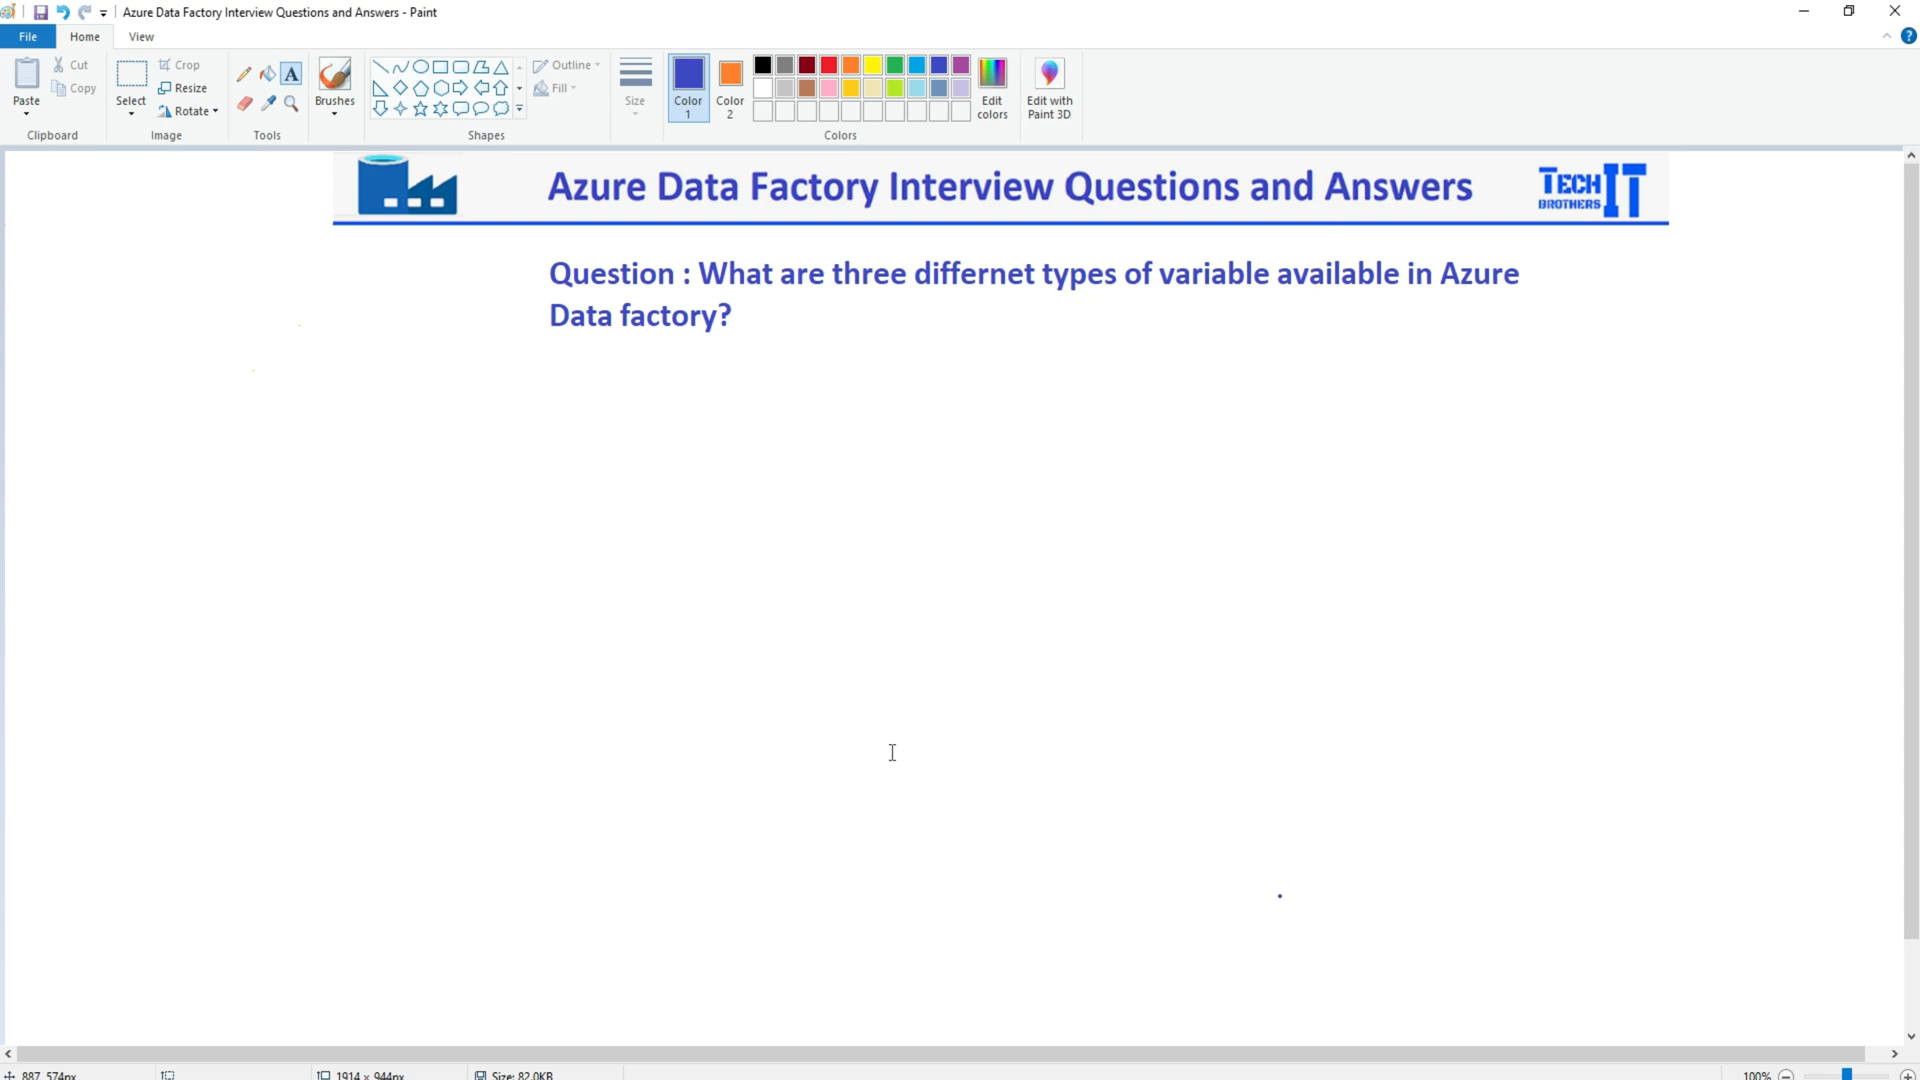 Azure Data Factory Interview Questions and Answers - Paint
File Home View
Paste
Cut
Copy
Clipboard
Select
Crop
Resize
Rotate
Image
A
Tools
Brushes
Shapes
Outline
Fill
Size
Color 1
Color 2
Edit colors
Colors
Edit with Paint 3D
Azure Data Factory Interview Questions and Answers
TECH IT
BROTHERS
Question : What are three differnet types of variable available in Azure
Data factory?
887, 574px 1914 × 944px Size: 82.0KB 100%